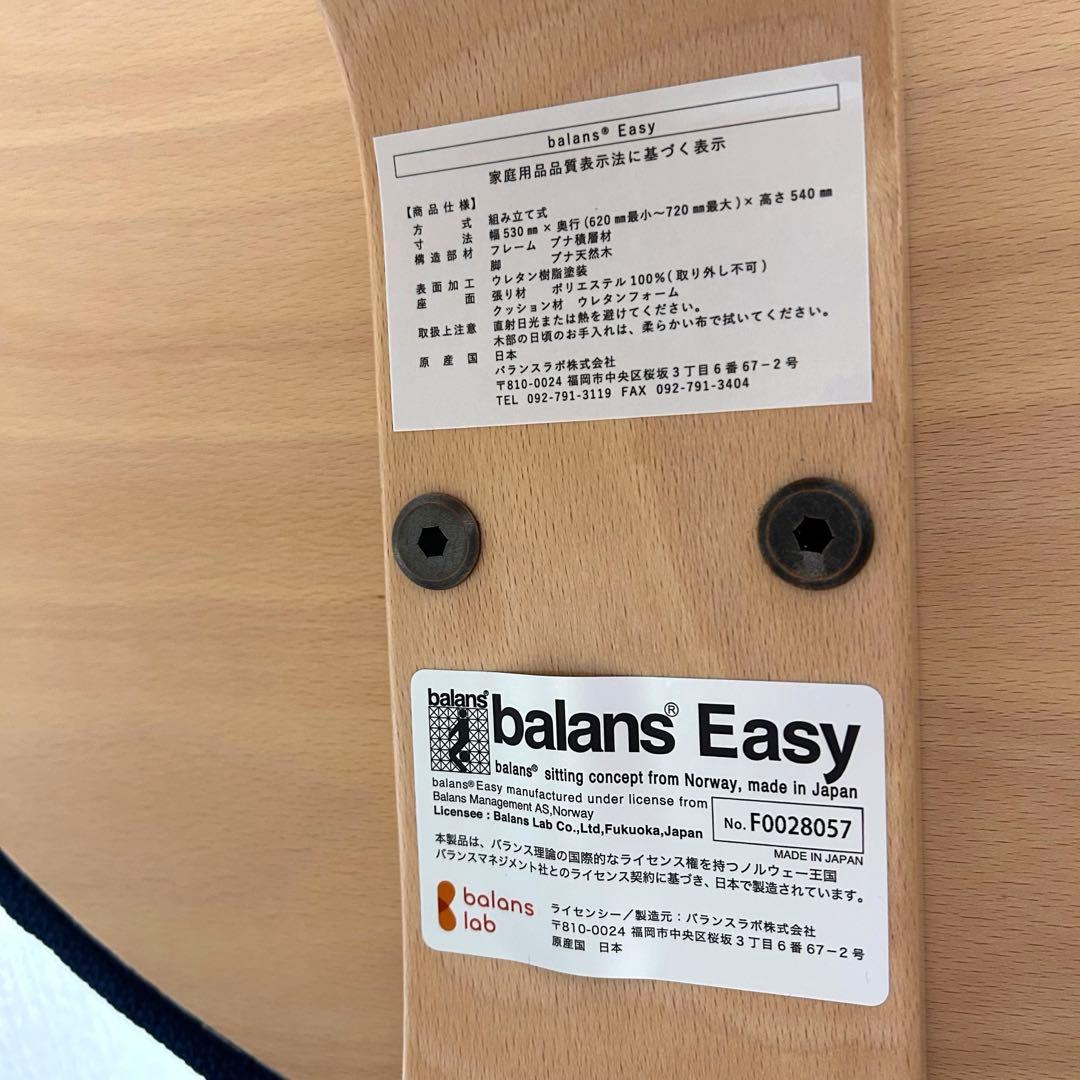 balans® Easy
家庭用品品質表示法に基づく表示
【商品仕様】
方式 組み立て式
寸法 幅530㎜×奥行(620㎜最小～720㎜最大)×高さ540㎜
構造部材 フレーム ブナ積層材
脚 ブナ天然木
表面加工 ウレタン樹脂塗装
座面 張り材 ポリエステル100%(取り外し不可)
クッション材 ウレタンフォーム
取扱上注意 直射日光または熱を避けてください。
木部の日頃のお手入れは、柔らかい布で拭いてください。
原産国 日本
バランスラボ株式会社
〒810-0024 福岡市中央区桜坂3丁目6番67−2号
TEL 092-791-3119 FAX 092-791-3404
balans®
balans® Easy
balans® sitting concept from Norway, made in Japan
balans®Easy manufactured under license from
Balans Management AS,Norway
Licensee : Balans Lab Co.,Ltd,Fukuoka,Japan
No. F0028057
MADE IN JAPAN
本製品は、バランス理論の国際的なライセンス権を持つノルウェー王国
バランスマネジメント社とのライセンス契約に基づき、日本で製造されています。
balans
lab
ライセンシー／製造元：バランスラボ株式会社
〒810-0024 福岡市中央区桜坂3丁目6番67−2号
原産国 日本